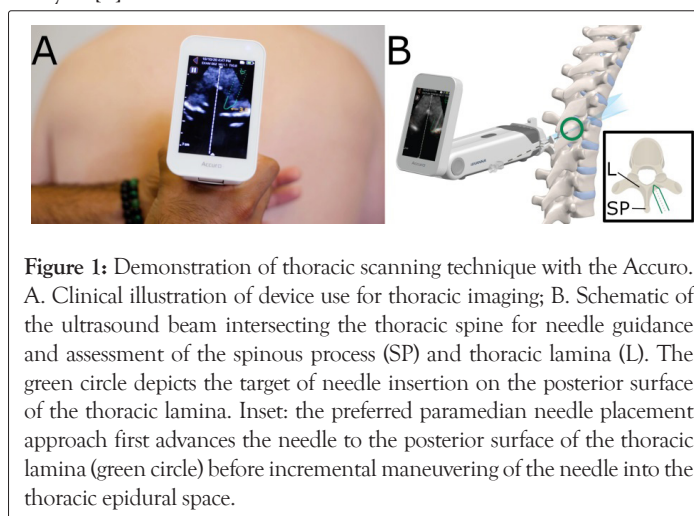 A
B
Accuro
L
SP
Figure 1: Demonstration of thoracic scanning technique with the Accuro.
A. Clinical illustration of device use for thoracic imaging; B. Schematic of
the ultrasound beam intersecting the thoracic spine for needle guidance
and assessment of the spinous process (SP) and thoracic lamina (L). The
green circle depicts the target of needle insertion on the posterior surface
of the thoracic lamina. Inset: the preferred paramedian needle placement
approach first advances the needle to the posterior surface of the thoracic
lamina (green circle) before incremental maneuvering of the needle into the
thoracic epidural space.